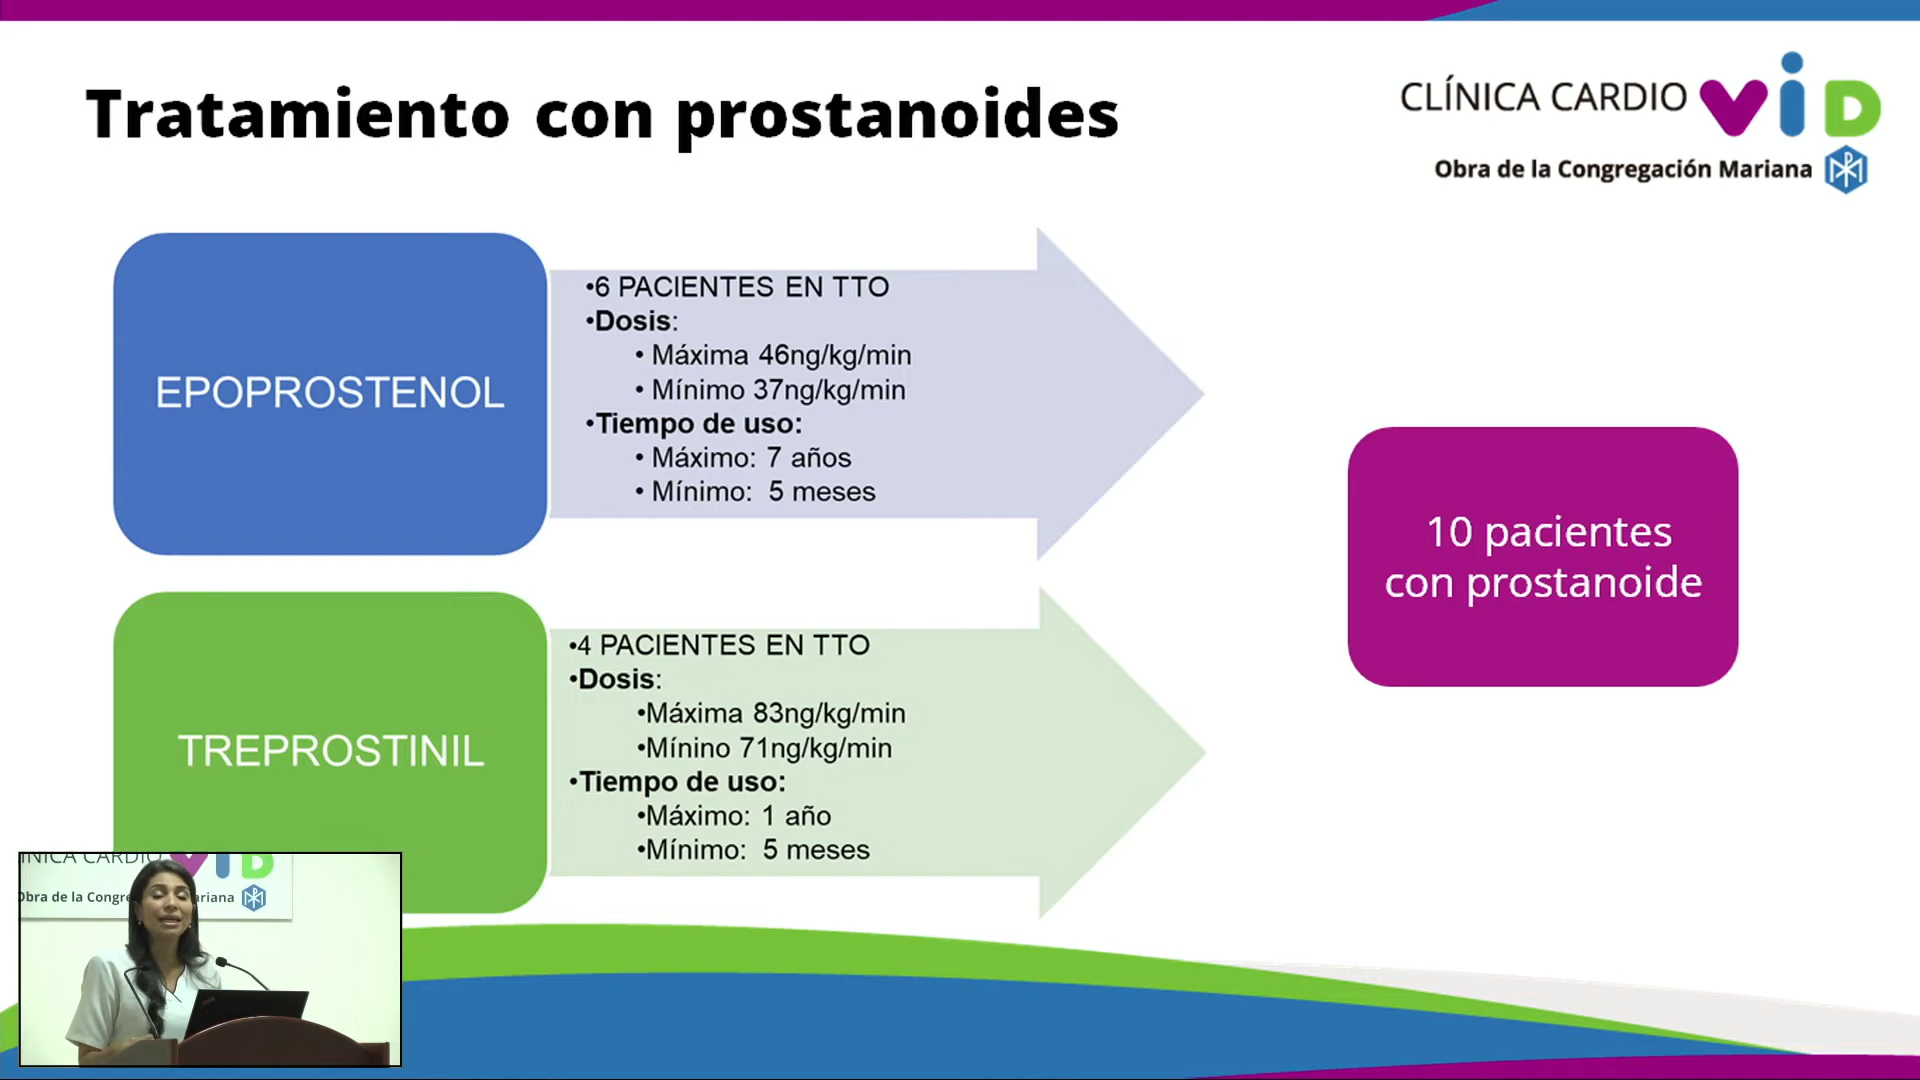 Tratamiento con prostanoides
CLÍNICA CARDIO ViD
Obra de la Congregación Mariana
EPOPROSTENOL
•6 PACIENTES EN TTO
•Dosis:
• Máxima 46ng/kg/min
• Mínimo 37ng/kg/min
•Tiempo de uso:
• Máximo: 7 años
• Mínimo: 5 meses
TREPROSTINIL
•4 PACIENTES EN TTO
•Dosis:
•Máxima 83ng/kg/min
•Mínino 71ng/kg/min
•Tiempo de uso:
•Máximo: 1 año
•Mínimo: 5 meses
10 pacientes
con prostanoide
CARDIO ViD
Obra de la